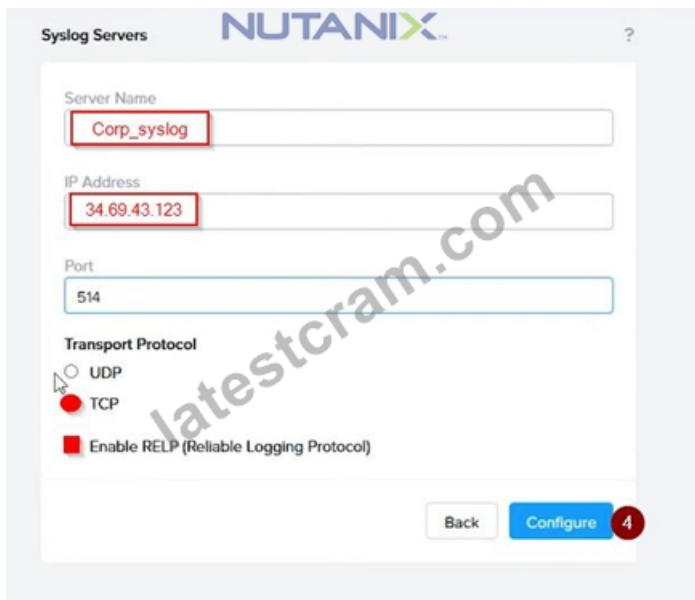 NUTANIX™
Syslog Servers
?
Server Name
Corp_syslog
IP Address
34.69.43.123
Port
514
Transport Protocol
UDP
TCP
Enable RELP (Reliable Logging Protocol)
Back
Configure
4
latestcram.com